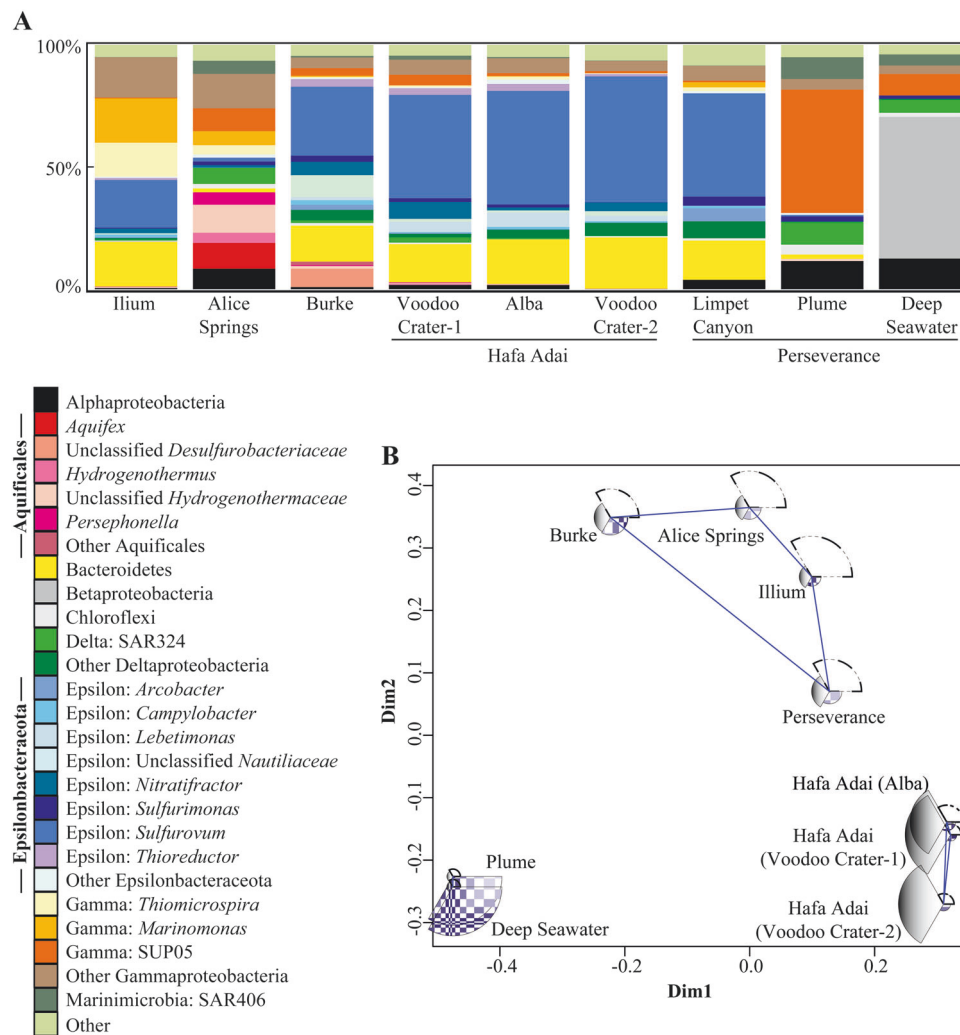 A
100%
50%
0%
Ilium
Alice
Springs
Burke
Voodoo
Crater-1
Alba
Voodoo
Crater-2
Limpet
Canyon
Plume
Deep
Seawater
Hafa Adai
Perseverance
Alphaproteobacteria
Aquifex
Unclassified Desulfurobacteriaceae
Hydrogenothermus
Unclassified Hydrogenothermaceae
Persephonella
Other Aquificales
Bacteroidetes
Betaproteobacteria
Chloroflexi
Delta: SAR324
Other Deltaproteobacteria
Epsilon: Arcobacter
Epsilon: Campylobacter
Epsilon: Lebetimonas
Epsilon: Unclassified Nautiliaceae
Epsilon: Nitratifractor
Epsilon: Sulfurimonas
Epsilon: Sulfurovum
Epsilon: Thioreductor
Other Epsilonbacteraceota
Gamma: Thiomicrospira
Gamma: Marinomonas
Gamma: SUP05
Other Gammaproteobacteria
Marinimicrobia: SAR406
Other
Aquificales
Epsilonbacteraeota
B
0.4
0.3
0.2
0.1
0.0
-0.1
-0.2
-0.3
Dim2
Burke
Alice Springs
Illium
Perseverance
Hafa Adai (Alba)
Hafa Adai
(Voodoo Crater-1)
Hafa Adai
(Voodoo Crater-2)
Plume
Deep Seawater
-0.4
-0.2
0.0
0.2
Dim1